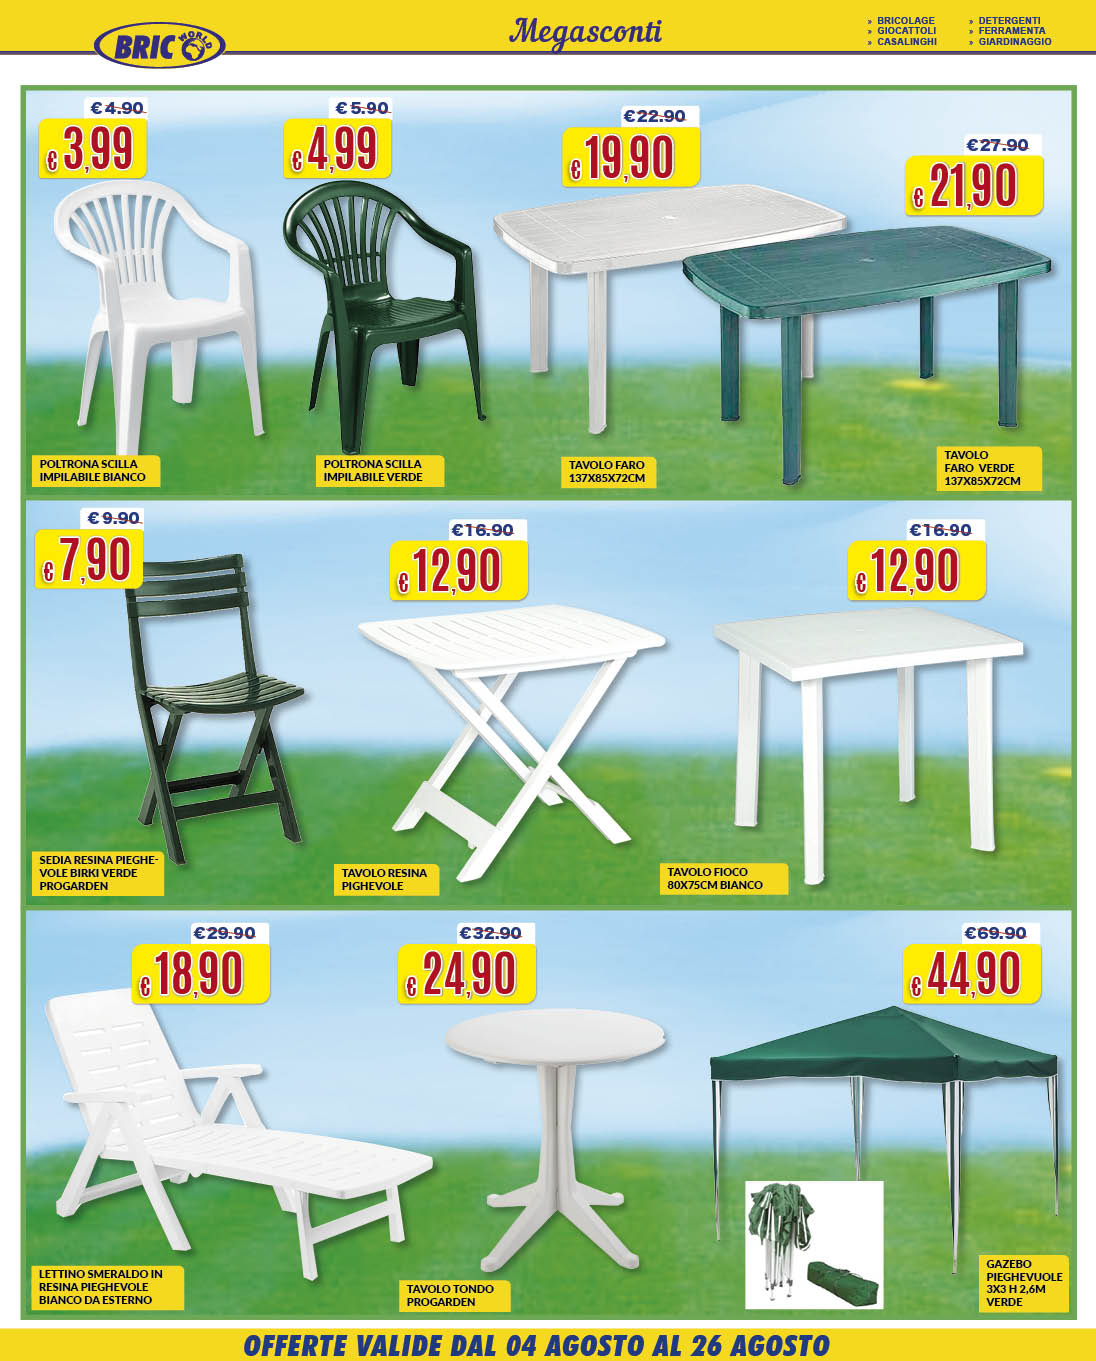 BRICO WORLD
Megasconti
» BRICOLAGE
» GIOCATTOLI
» CASALINGHI
» DETERGENTI
» FERRAMENTA
» GIARDINAGGIO
€ 4.90
€ 3,99
POLTRONA SCILLA
IMPILABILE BIANCO
€ 5.90
€ 4,99
POLTRONA SCILLA
IMPILABILE VERDE
€ 22.90
€ 19,90
TAVOLO FARO
137X85X72CM
€ 27.90
€ 21,90
TAVOLO
FARO VERDE
137X85X72CM
€ 9.90
€ 7,90
SEDIA RESINA PIEGHE-
VOLE BIRKI VERDE
PROGARDEN
€ 16.90
€ 12,90
TAVOLO RESINA
PIGHEVOLE
€ 16.90
€ 12,90
TAVOLO FIOCO
80X75CM BIANCO
€ 29.90
€ 18,90
LETTINO SMERALDO IN
RESINA PIEGHEVOLE
BIANCO DA ESTERNO
€ 32.90
€ 24,90
TAVOLO TONDO
PROGARDEN
€ 69.90
€ 44,90
GAZEBO
PIEGHEVUOLE
3X3 H 2,6M
VERDE
OFFERTE VALIDE DAL 04 AGOSTO AL 26 AGOSTO